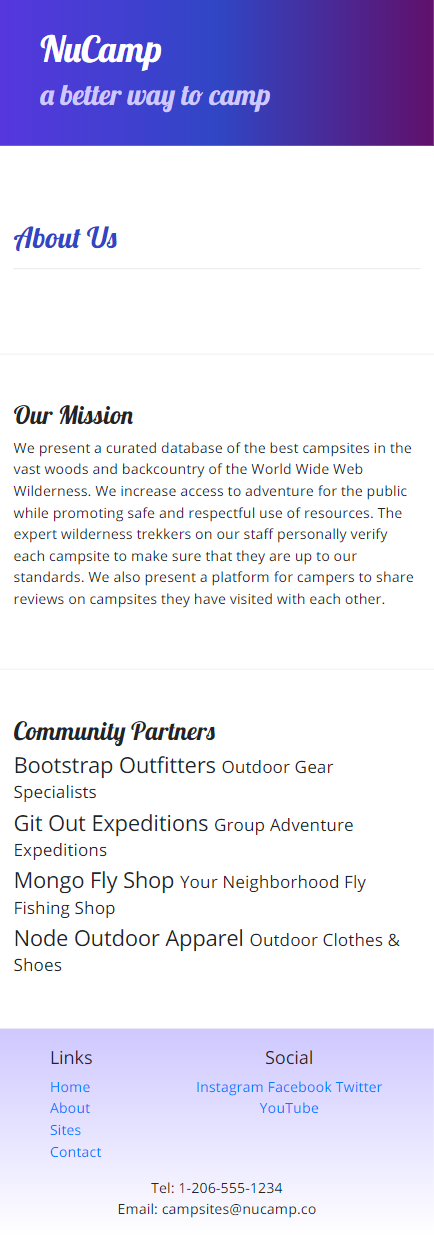 NuCamp
a better way to camp
About Us
Our Mission
We present a curated database of the best campsites in the
vast woods and backcountry of the World Wide Web
Wilderness. We increase access to adventure for the public
while promoting safe and respectful use of resources. The
expert wilderness trekkers on our staff personally verify
each campsite to make sure that they are up to our
standards. We also present a platform for campers to share
reviews on campsites they have visited with each other.
Community Partners
Bootstrap Outfitters Outdoor Gear
Specialists
Git Out Expeditions Group Adventure
Expeditions
Mongo Fly Shop Your Neighborhood Fly
Fishing Shop
Node Outdoor Apparel Outdoor Clothes &
Shoes
Links
Home
About
Sites
Contact
Social
Instagram Facebook Twitter
YouTube
Tel: 1-206-555-1234
Email: campsites@nucamp.co